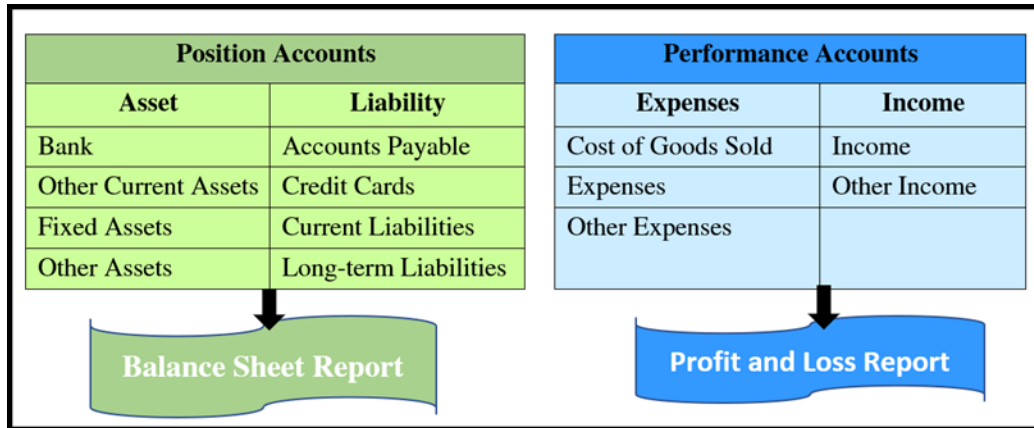 Position Accounts
Asset Liability
Bank Accounts Payable
Other Current Assets Credit Cards
Fixed Assets Current Liabilities
Other Assets Long-term Liabilities
Balance Sheet Report
Performance Accounts
Expenses Income
Cost of Goods Sold Income
Expenses Other Income
Other Expenses
Profit and Loss Report